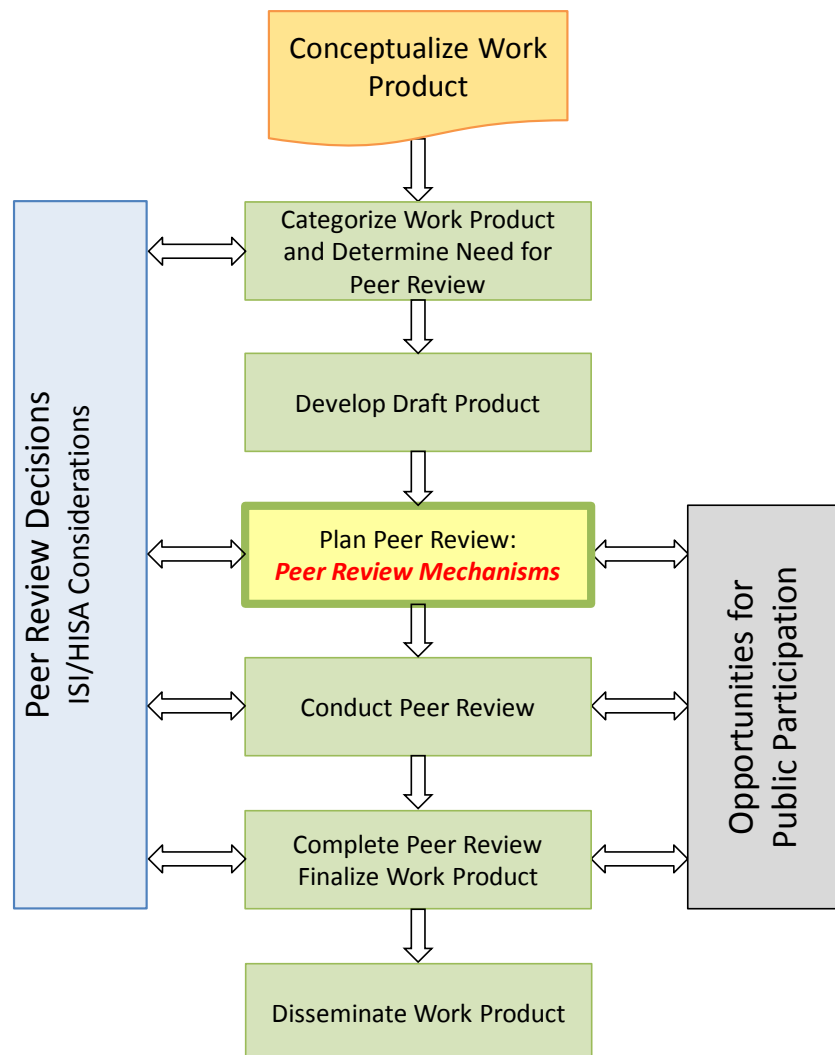 Conceptualize Work
Product
Categorize Work Product
and Determine Need for
Peer Review
Develop Draft Product
Plan Peer Review:
Peer Review Mechanisms
Conduct Peer Review
Complete Peer Review
Finalize Work Product
Disseminate Work Product
Peer Review Decisions
ISI/HISA Considerations
Opportunities for
Public Participation